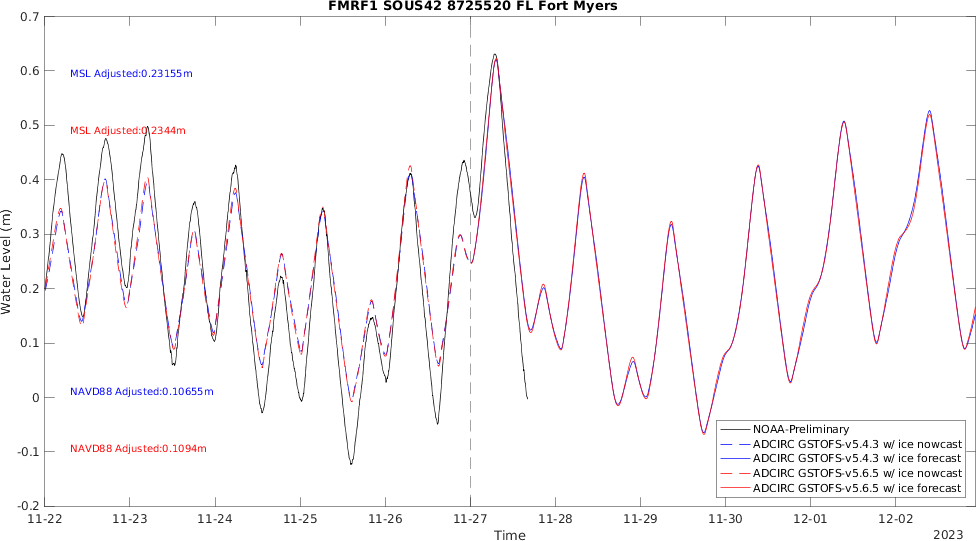 FMRF1 SOUS42 8725520 FL Fort Myers
0.7
0.6
0.5
0.4
0.3
0.2
0.1
0
-0.1
-0.2
Water Level (m)
MSL Adjusted:0.23155m
MSL Adjusted:0.2344m
NAVD88 Adjusted:0.10655m
NAVD88 Adjusted:0.1094m
NOAA-Preliminary
ADCIRC GSTOFS-v5.4.3 w/ ice nowcast
ADCIRC GSTOFS-v5.4.3 w/ ice forecast
ADCIRC GSTOFS-v5.6.5 w/ ice nowcast
ADCIRC GSTOFS-v5.6.5 w/ ice forecast
11-22 11-23 11-24 11-25 11-26 11-27 11-28 11-29 11-30 12-01 12-02
Time
2023